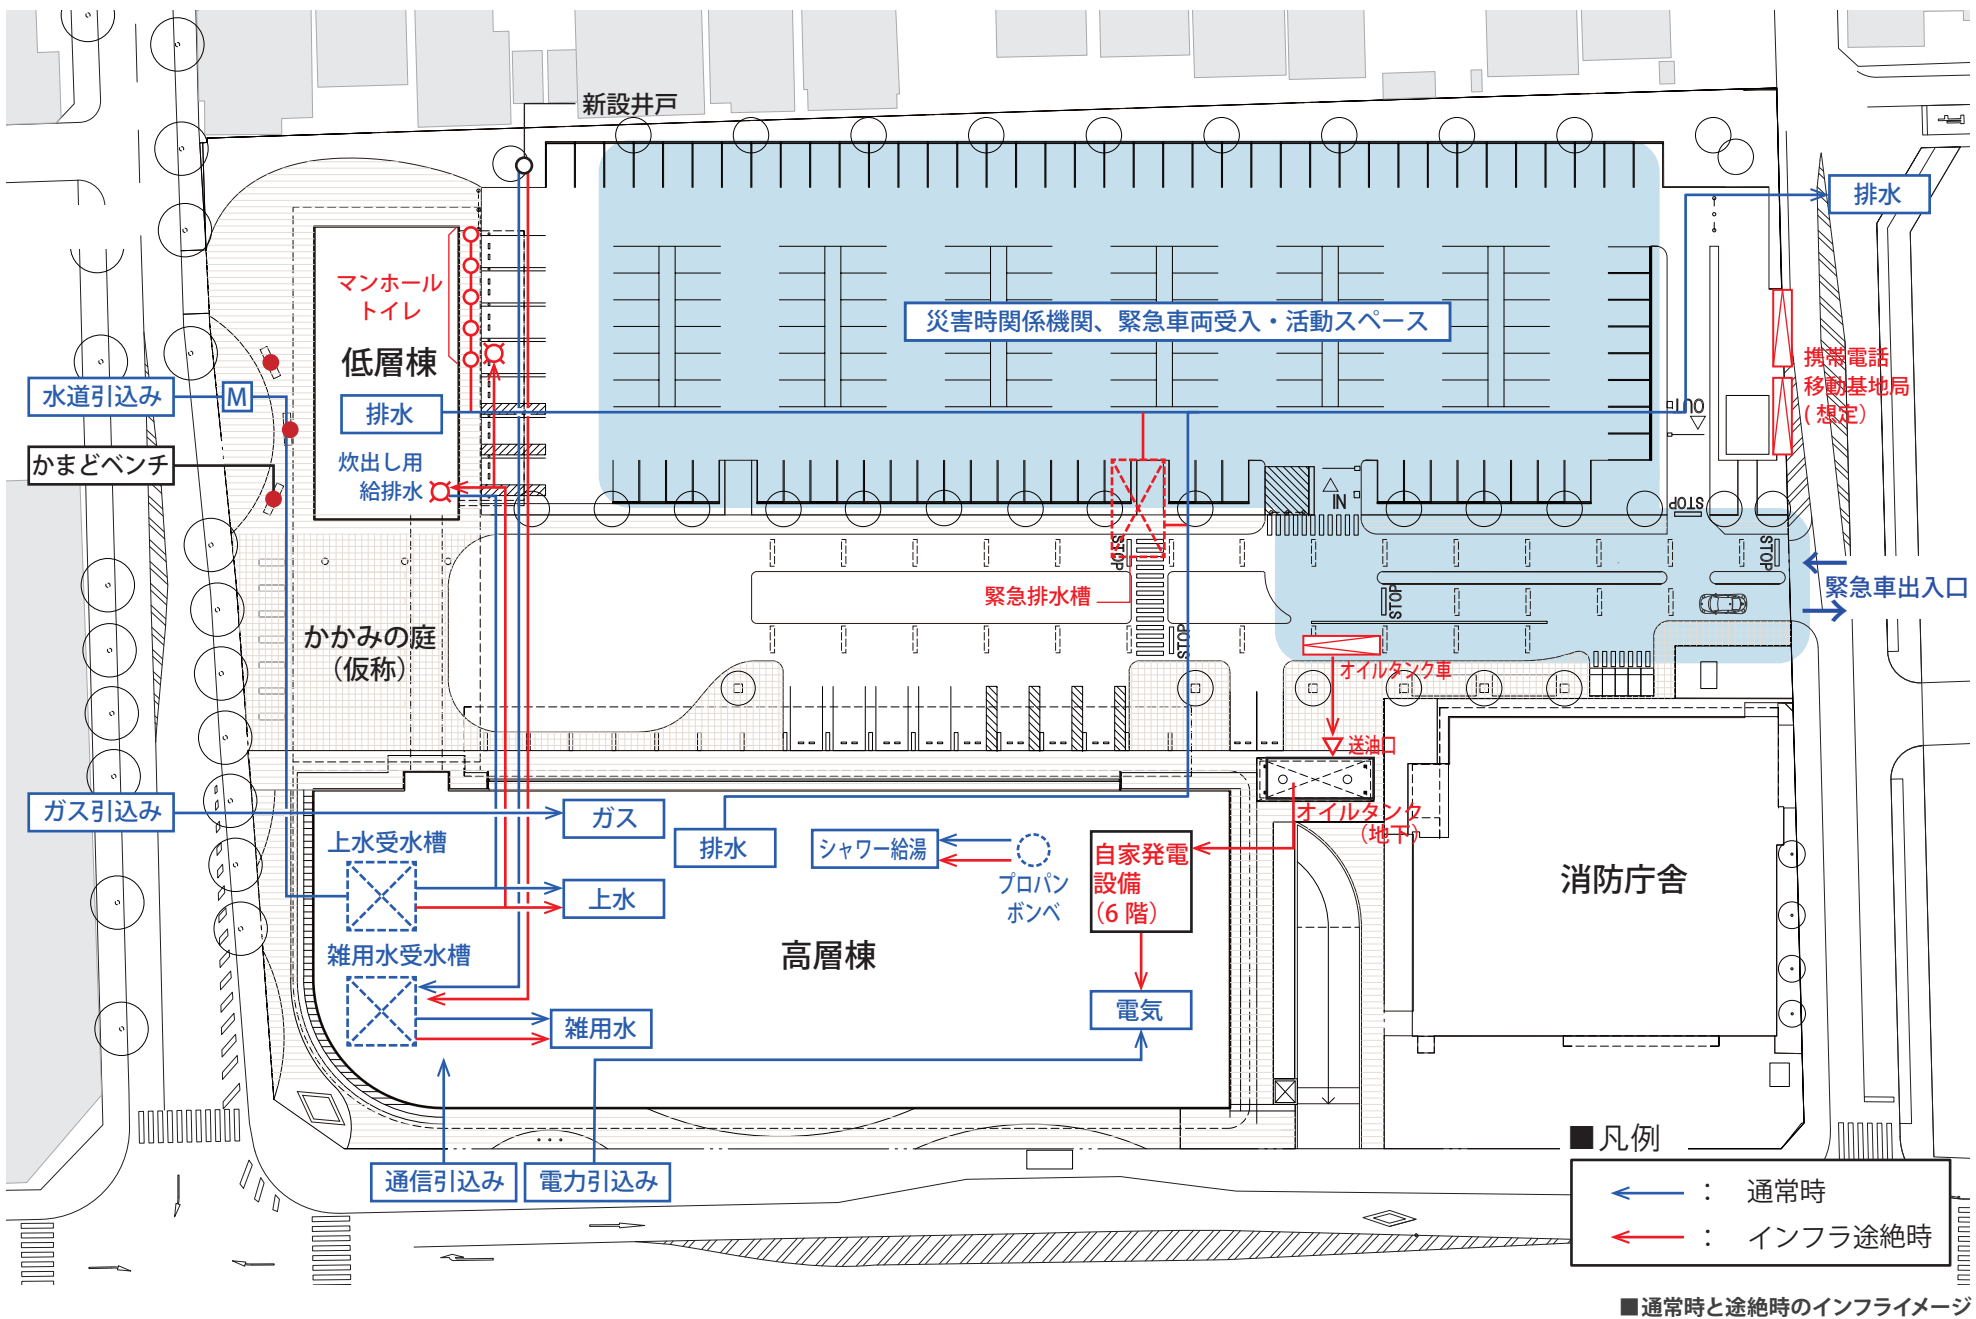 新設井戸
排水
マンホール
トイレ
災害時関係機関、緊急車両受入・活動スペース
低層棟
携帯電話
移動基地局
(想定)
水道引込み
M
排水
OUT
かまどベンチ
炊出し用
給排水
IN
STOP
STOP
STOP
緊急車出入口
緊急排水槽
STOP
STOP
かかみの庭
（仮称）
オイルタンク車
送油口
ガス引込み
ガス
オイルタンク
（地下）
上水受水槽
排水
シャワー給湯
自家発電
設備
（6 階）
プロパン
ボンベ
消防庁舎
上水
雑用水受水槽
高層棟
電気
雑用水
通信引込み
電力引込み
■凡例
： 通常時
： インフラ途絶時
■通常時と途絶時のインフライメージ